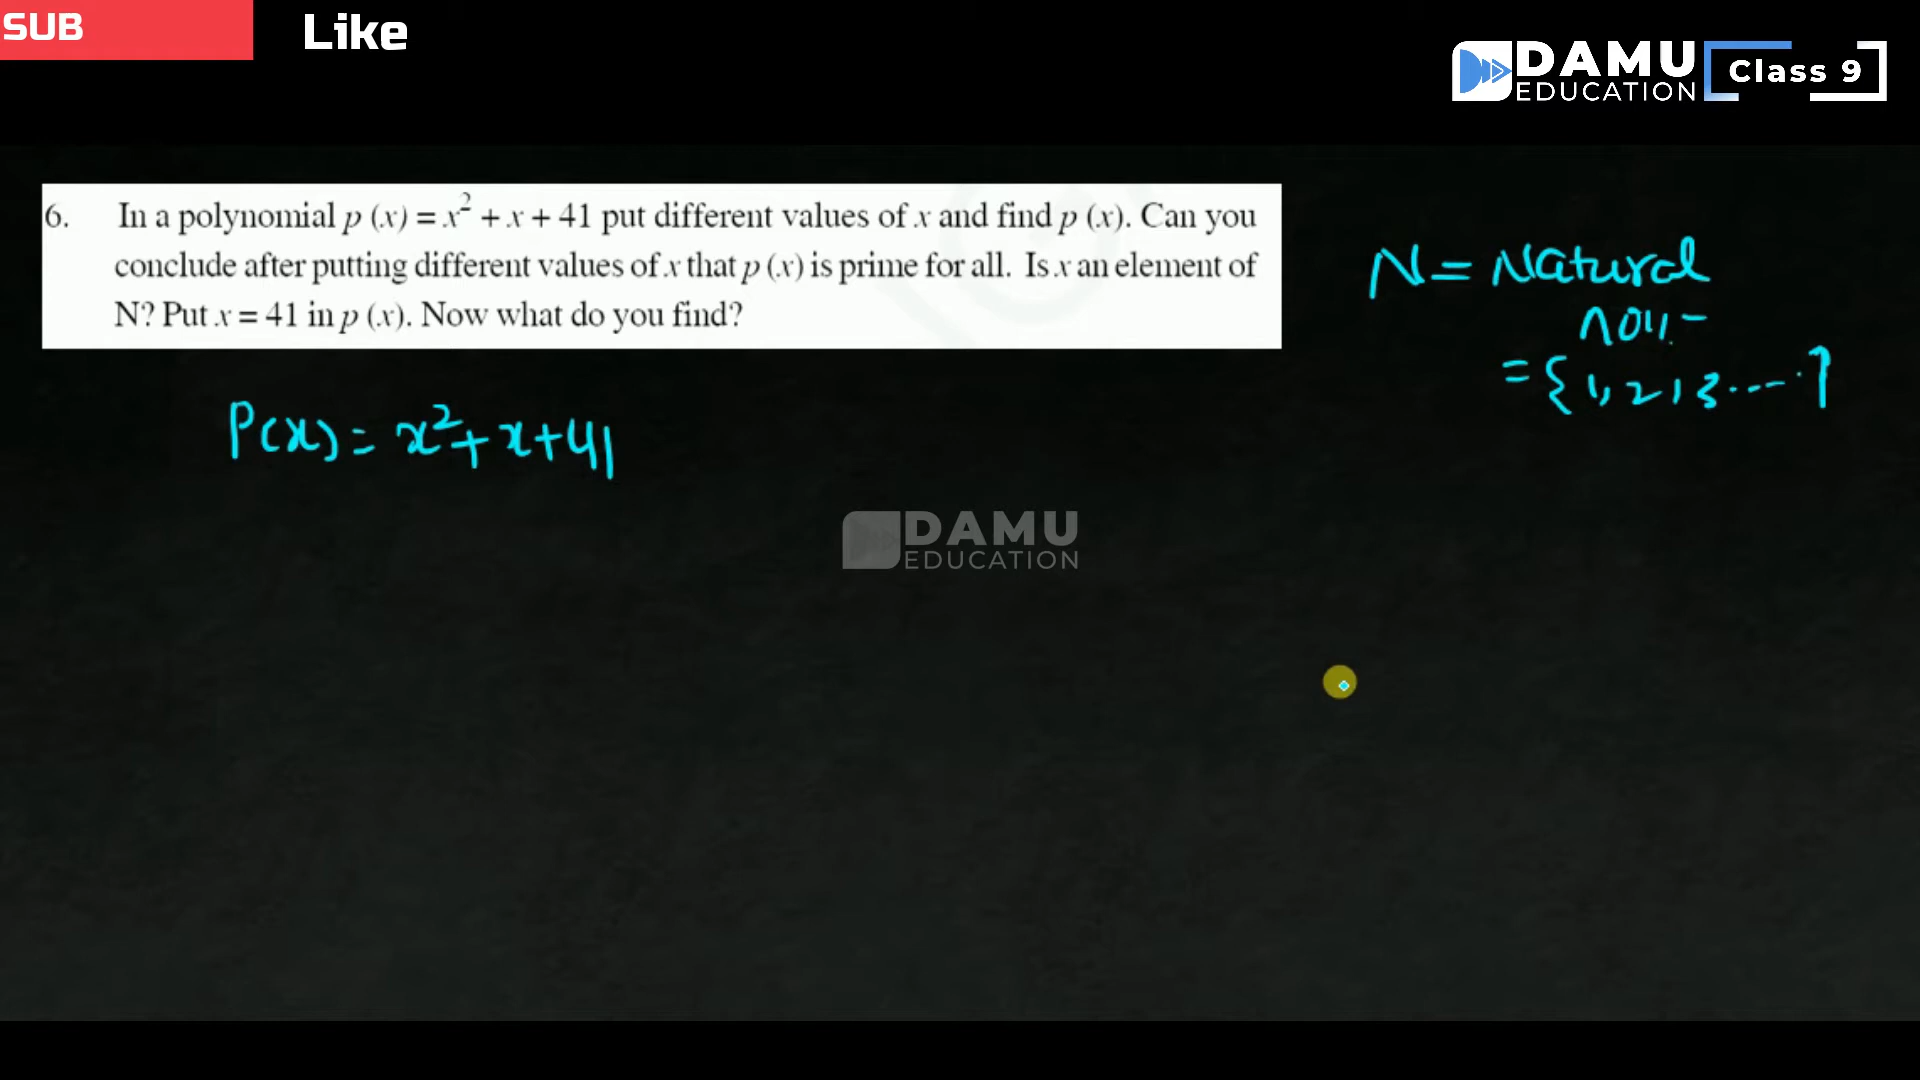 SUB
Like
DAMU
EDUCATION
Class 9
6. In a polynomial p (x) = x² + x + 41 put different values of x and find p (x). Can you
conclude after putting different values of x that p (x) is prime for all. Is x an element of
N? Put x = 41 in p (x). Now what do you find?
N = Natural
= {1, 2, 3 ..... }
P(x) = x² + x + 41
DAMU
EDUCATION